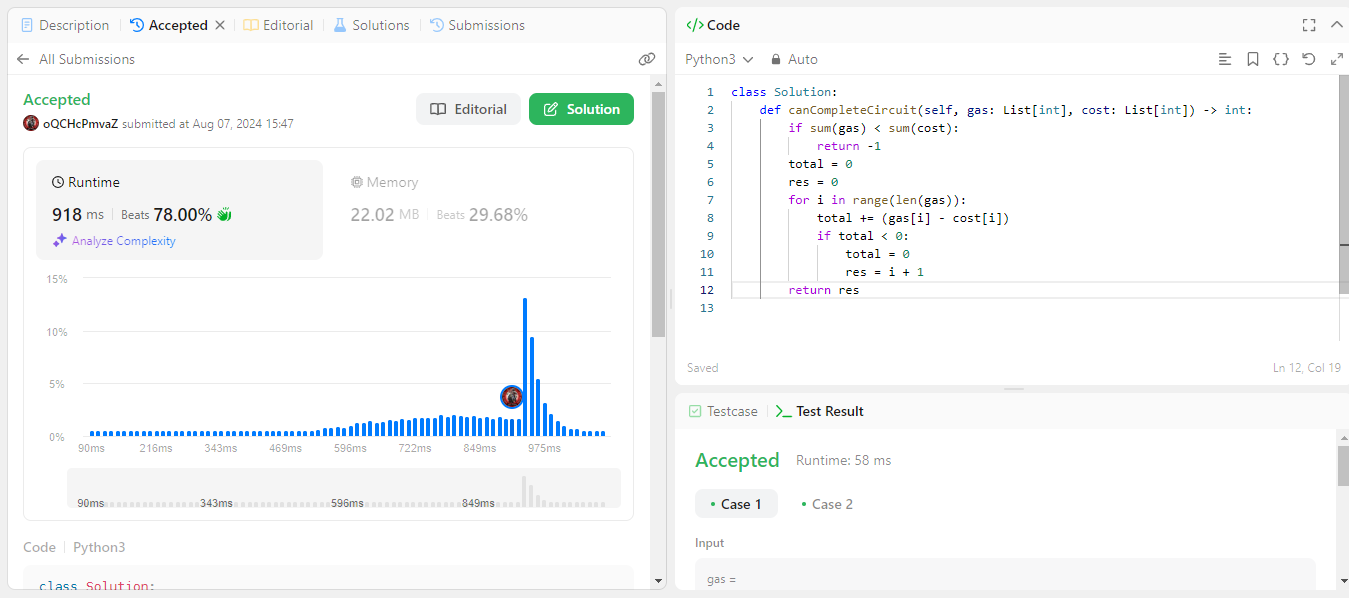 Description
Accepted
Editorial
Solutions
Submissions
All Submissions
Accepted
oQCHcPmvaZ submitted at Aug 07, 2024 15:47
Editorial
Solution
Runtime
918 ms
Beats 78.00%
Analyze Complexity
Memory
22.02 MB
Beats 29.68%
15%
10%
5%
0%
90ms 216ms 343ms 469ms 596ms 722ms 849ms 975ms
90ms 343ms 596ms 849ms
Code | Python3
class Solution:
</> Code
Python3
Auto
1 class Solution:
2     def canCompleteCircuit(self, gas: List[int], cost: List[int]) -> int:
3         if sum(gas) < sum(cost):
4             return -1
5         total = 0
6         res = 0
7         for i in range(len(gas)):
8             total += (gas[i] - cost[i])
9             if total < 0:
10                 total = 0
11                 res = i + 1
12         return res
13
Saved
Ln 12, Col 19
Testcase
Test Result
Accepted
Runtime: 58 ms
Case 1
Case 2
Input
gas =